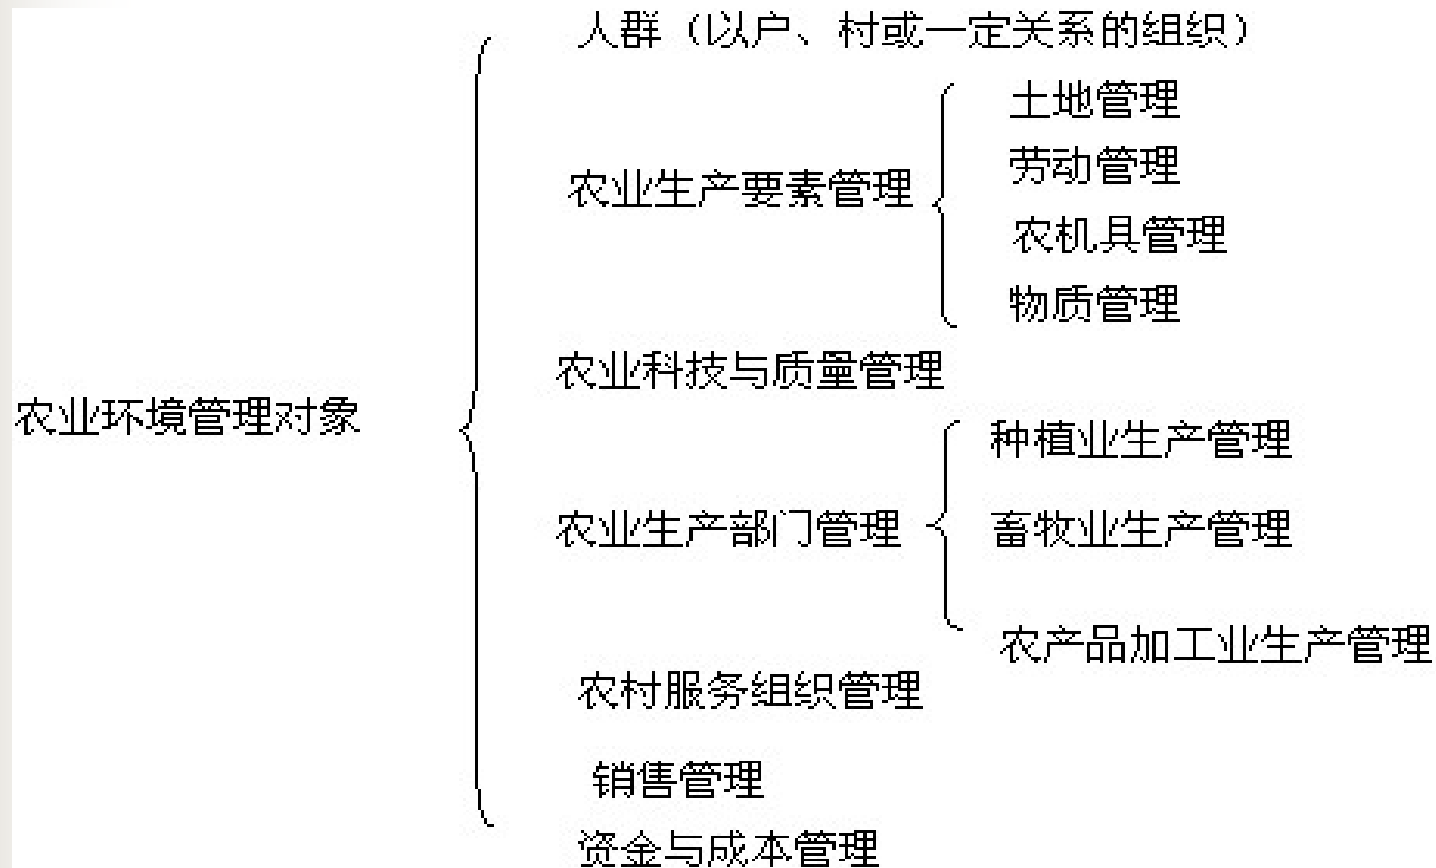 人群（以户、村或一定关系的组织）
土地管理
劳动管理
农业生产要素管理
农机具管理
物质管理
农业科技与质量管理
农业环境管理对象
种植业生产管理
农业生产部门管理
畜牧业生产管理
农产品加工业生产管理
农村服务组织管理
销售管理
资金与成本管理